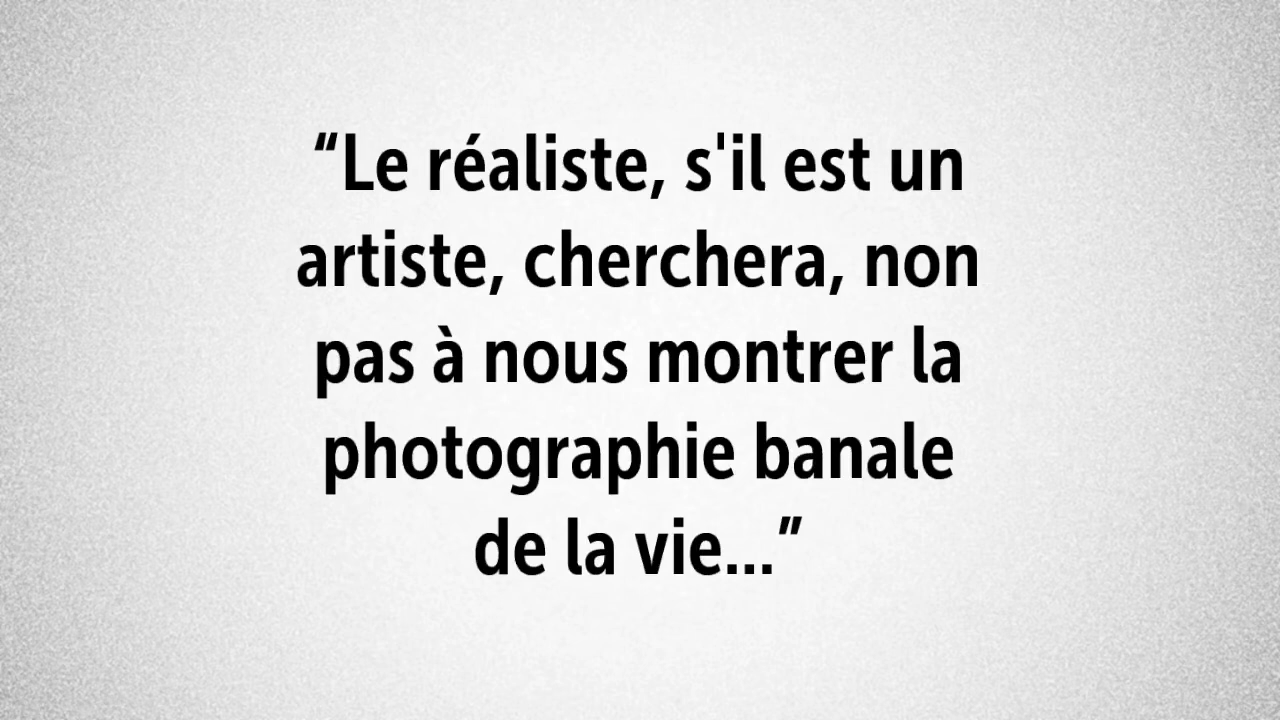 “Le réaliste, s'il est un
artiste, cherchera, non
pas à nous montrer la
photographie banale
de la vie...”